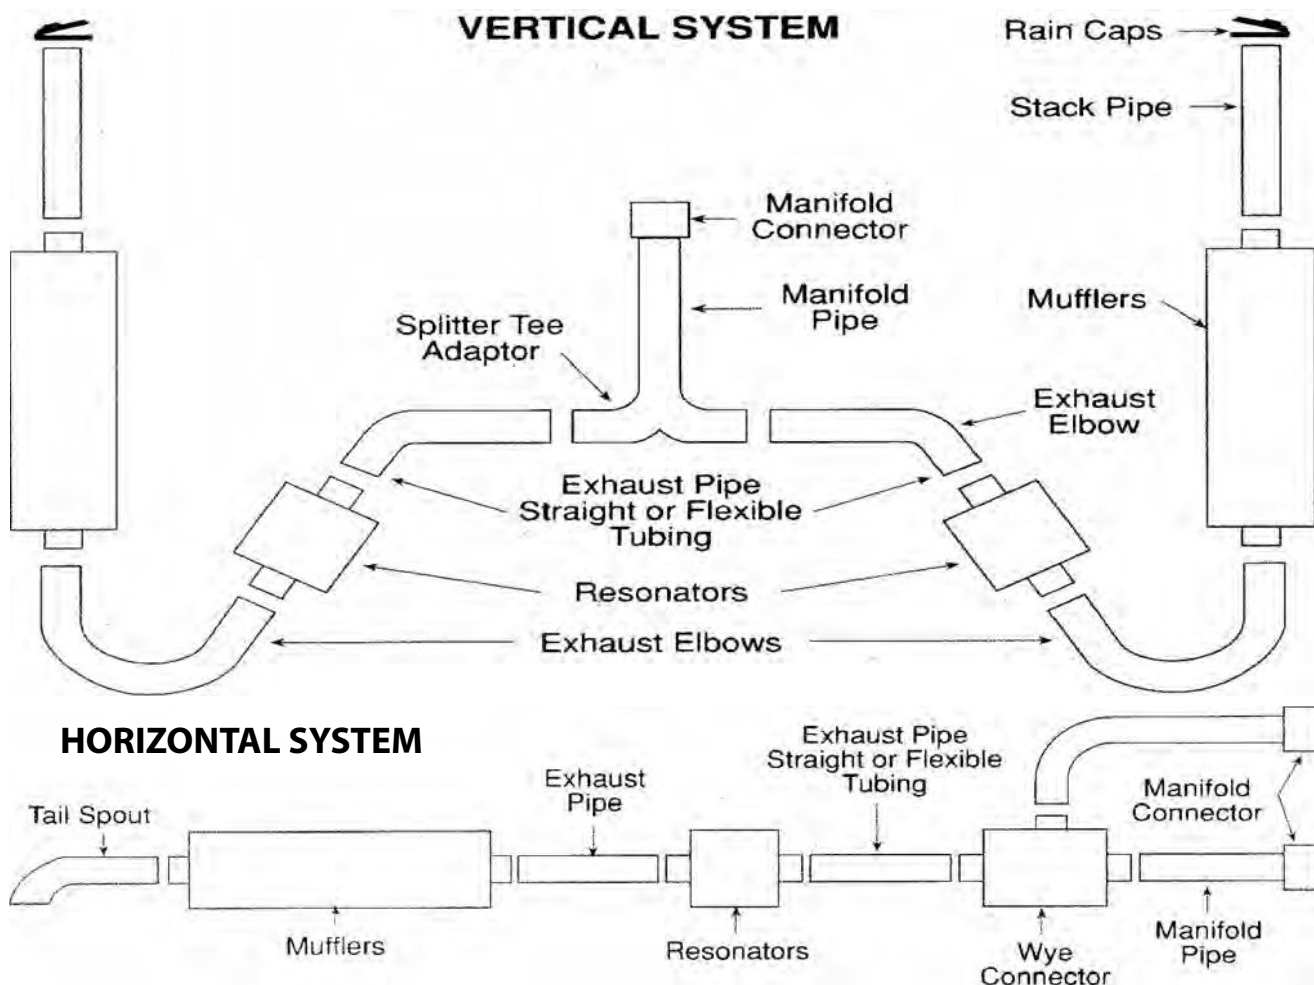 VERTICAL SYSTEM
Rain Caps
Stack Pipe
Manifold
Connector
Manifold
Pipe
Mufflers
Splitter Tee
Adaptor
Exhaust
Elbow
Exhaust Pipe
Straight or Flexible
Tubing
Resonators
Exhaust Elbows
HORIZONTAL SYSTEM
Exhaust Pipe
Straight or Flexible
Tubing
Exhaust
Pipe
Manifold
Connector
Tail Spout
Mufflers
Resonators
Wye
Connector
Manifold
Pipe